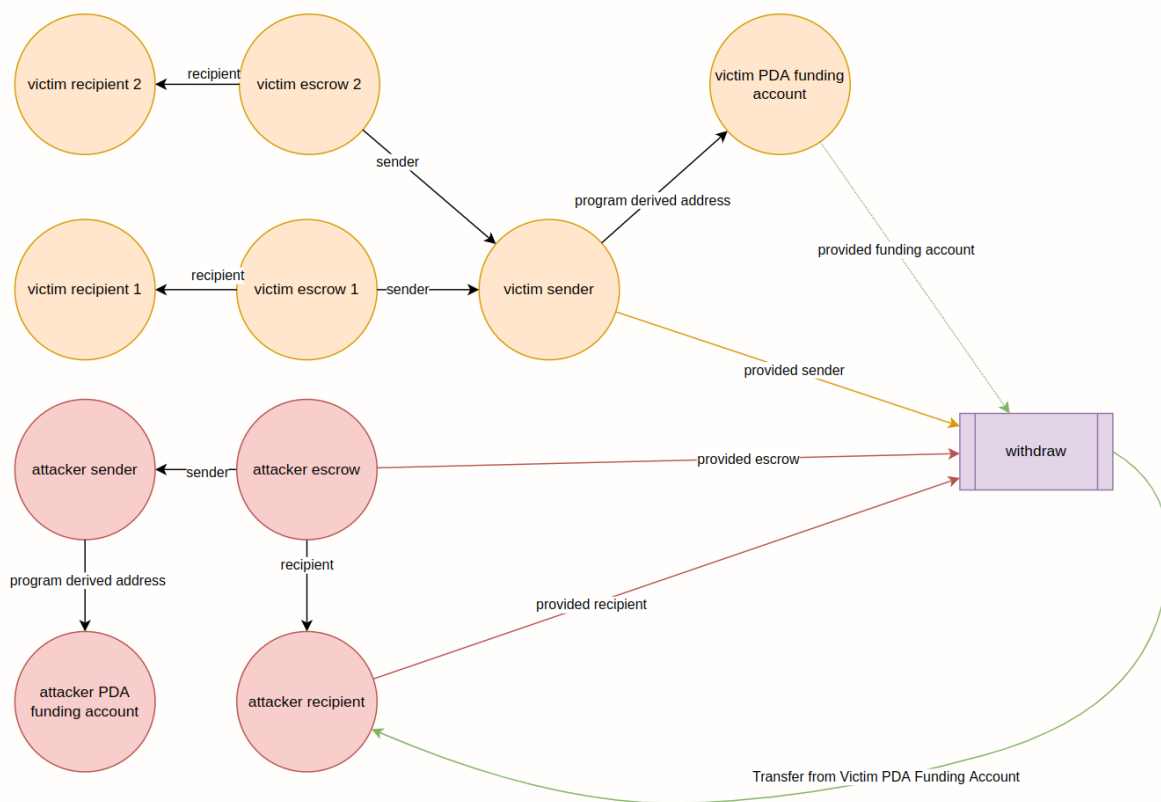 victim recipient 2
recipient
victim escrow 2
victim PDA funding
account
sender
program derived address
provided funding account
victim recipient 1
recipient
victim escrow 1
sender
victim sender
provided sender
attacker sender
sender
attacker escrow
provided escrow
withdraw
program derived address
recipient
provided recipient
attacker PDA
funding account
attacker recipient
Transfer from Victim PDA Funding Account